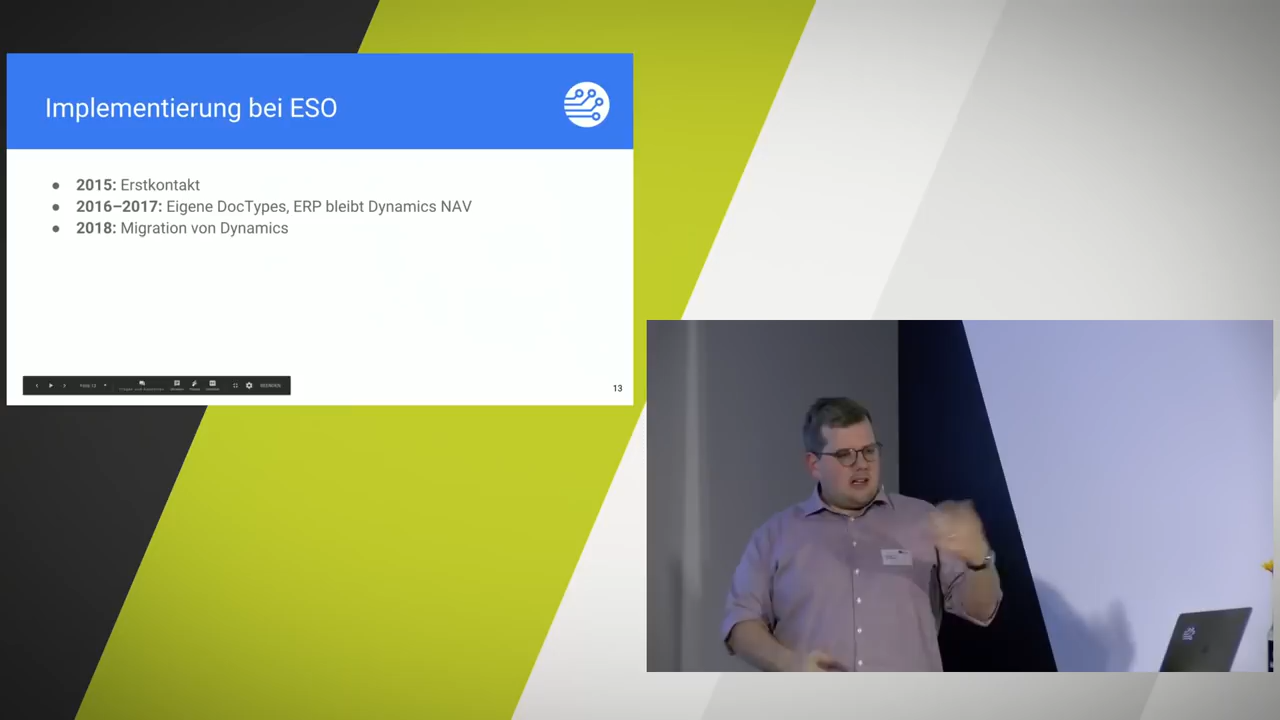 Implementierung bei ESO
● 2015: Erstkontakt
● 2016–2017: Eigene DocTypes, ERP bleibt Dynamics NAV
● 2018: Migration von Dynamics
13